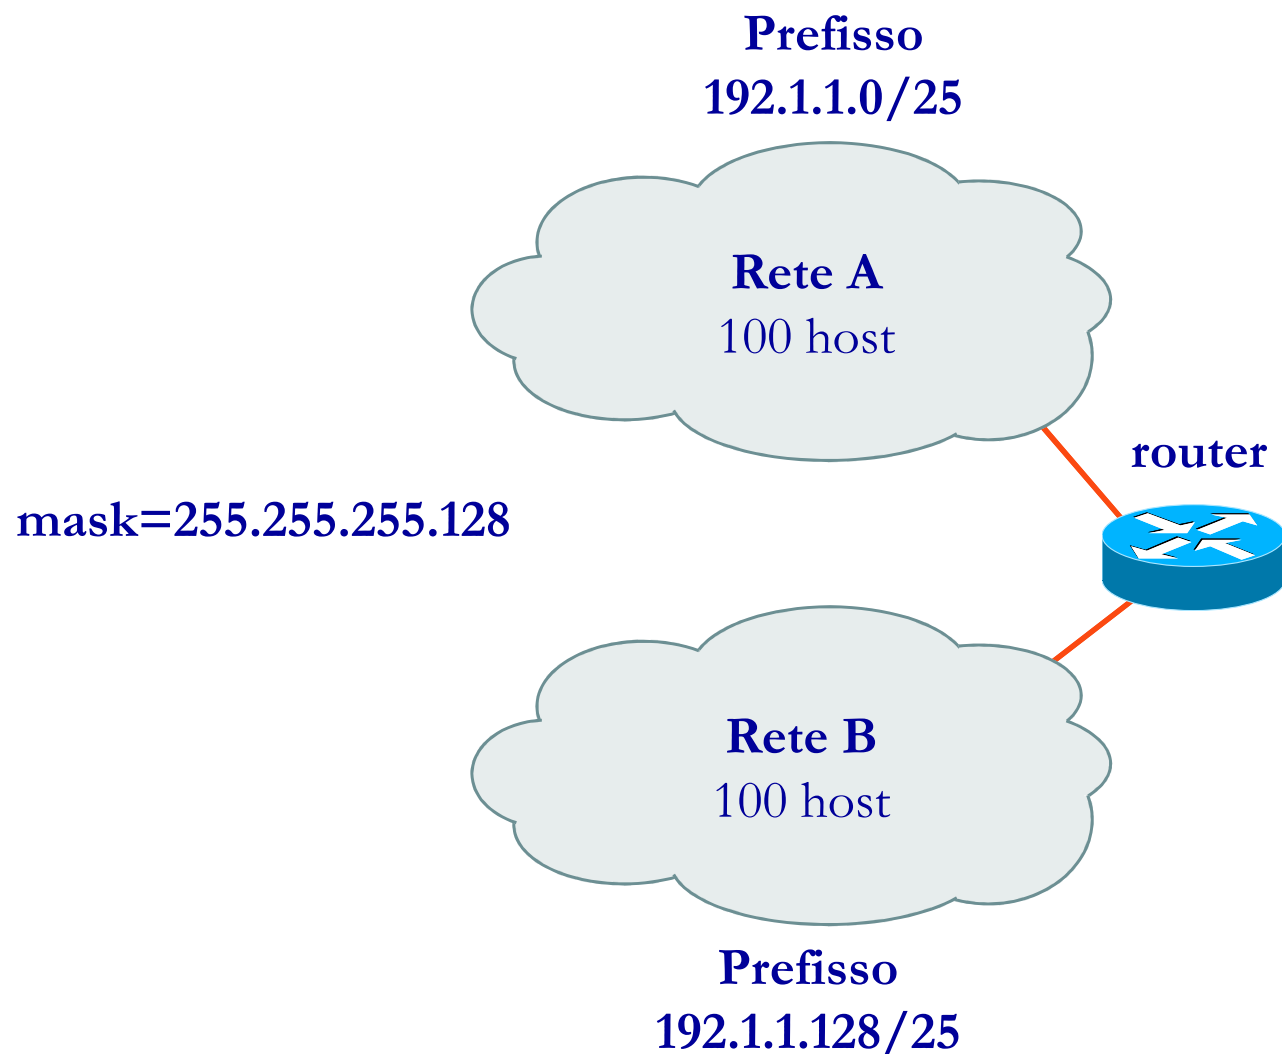 Prefisso
192.1.1.0/25
Rete A
100 host
router
mask=255.255.255.128
Rete B
100 host
Prefisso
192.1.1.128/25